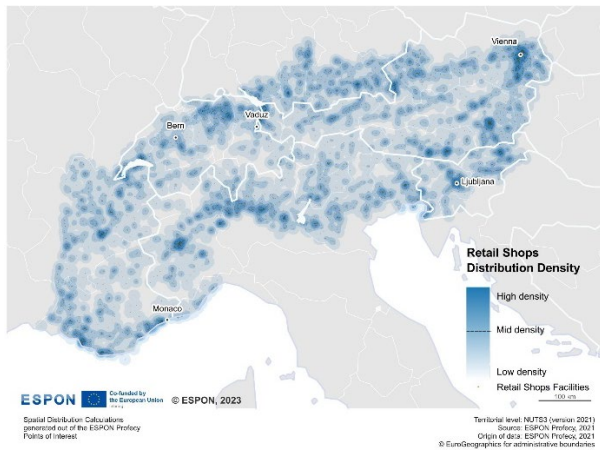 Vienna
Bern
Vaduz
Ljubljana
Monaco
Retail Shops
Distribution Density
High density
Mid density
Low density
Retail Shops Facilities
100 km
ESPON
Co-funded by
the European Union
© ESPON, 2023
Spatial Distribution Calculations
generated out of the ESPON Profecy
Points of Interest
Territorial level: NUTS3 (version 2021)
Source: ESPON Profecy, 2021
Origin of data: ESPON Profecy, 2021
© EuroGeographics for administrative boundaries